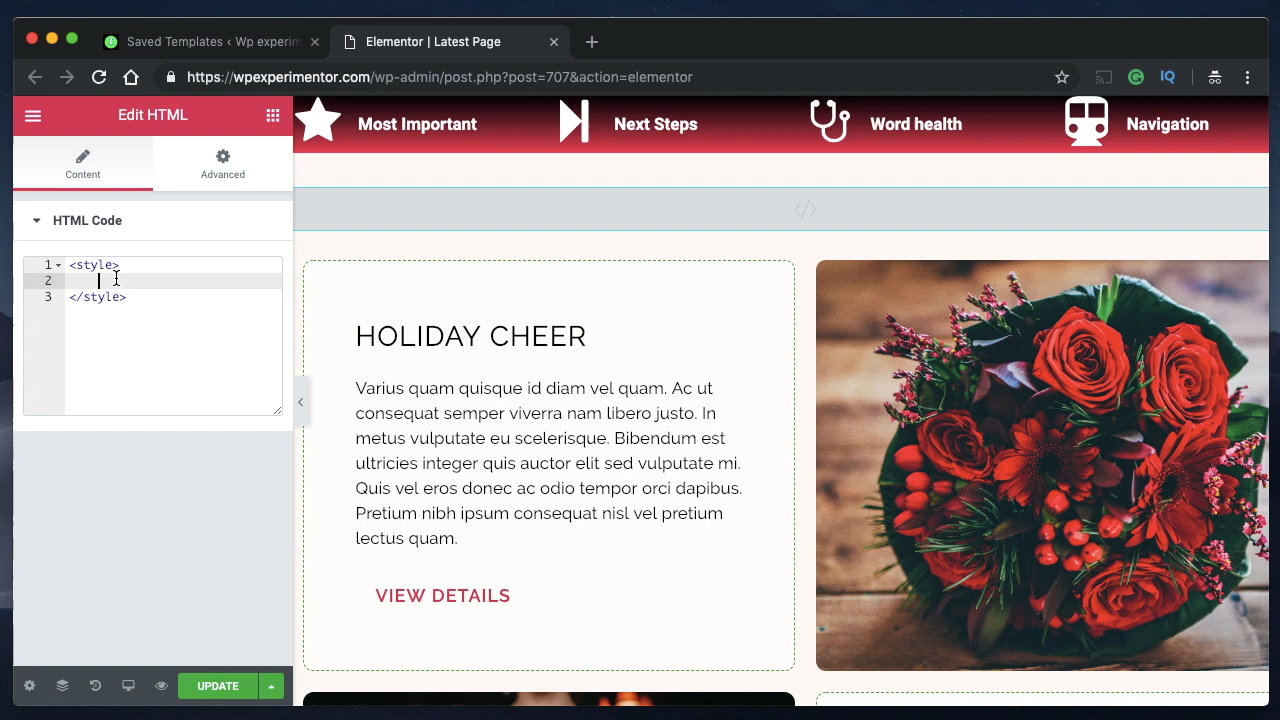 Saved Templates ‹ Wp experim
Elementor | Latest Page
https://wpexperimentor.com/wp-admin/post.php?post=707&action=elementor
IQ
Edit HTML
Content
Advanced
HTML Code
1 <style>
2
3 </style>
UPDATE
Most Important
Next Steps
Word health
Navigation
HOLIDAY CHEER
Varius quam quisque id diam vel quam. Ac ut
consequat semper viverra nam libero justo. In
metus vulputate eu scelerisque. Bibendum est
ultricies integer quis auctor elit sed vulputate mi.
Quis vel eros donec ac odio tempor orci dapibus.
Pretium nibh ipsum consequat nisl vel pretium
lectus quam.
VIEW DETAILS